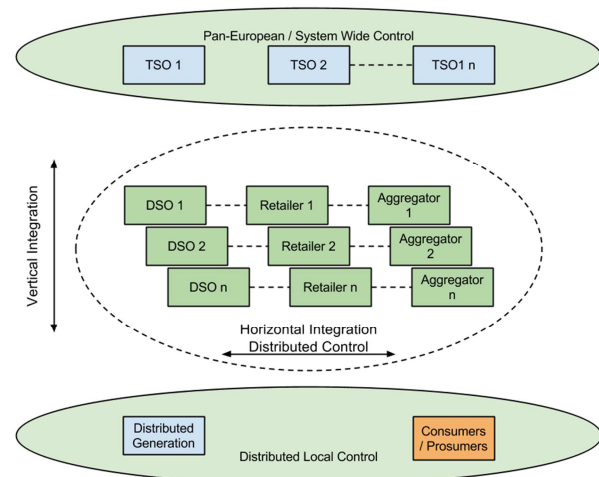 Pan-European / System Wide Control
TSO 1
TSO 2
TSO1 n
Vertical Integration
DSO 1
Retailer 1
Aggregator
1
DSO 2
Retailer 2
Aggregator
2
DSO n
Retailer n
Aggregator
n
Horizontal Integration
Distributed Control
Distributed
Generation
Consumers
/ Prosumers
Distributed Local Control